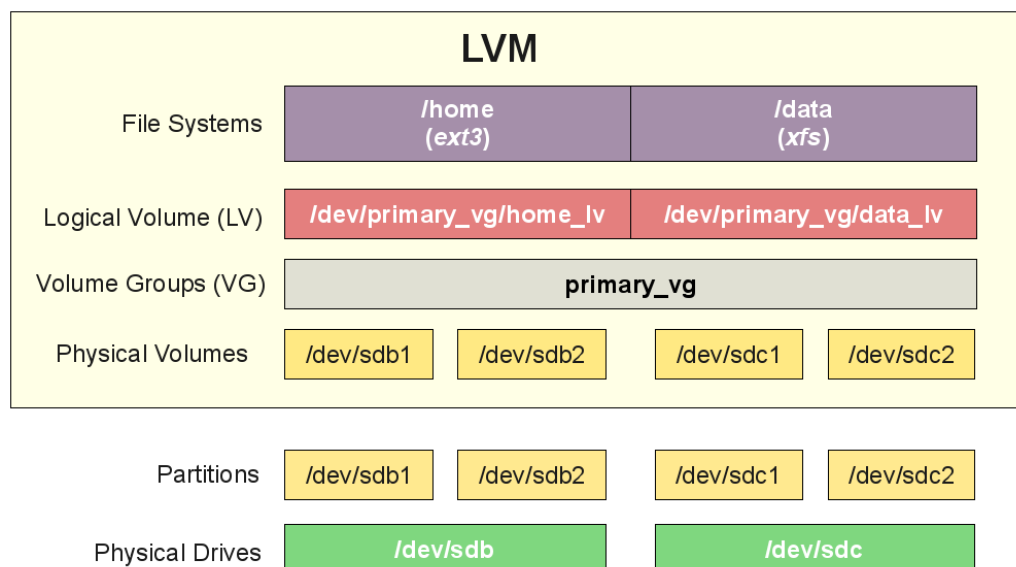 LVM
File Systems
/home
(ext3)
/data
(xfs)
Logical Volume (LV)
/dev/primary_vg/home_lv
/dev/primary_vg/data_lv
Volume Groups (VG)
primary_vg
Physical Volumes
/dev/sdb1
/dev/sdb2
/dev/sdc1
/dev/sdc2
Partitions
/dev/sdb1
/dev/sdb2
/dev/sdc1
/dev/sdc2
Physical Drives
/dev/sdb
/dev/sdc